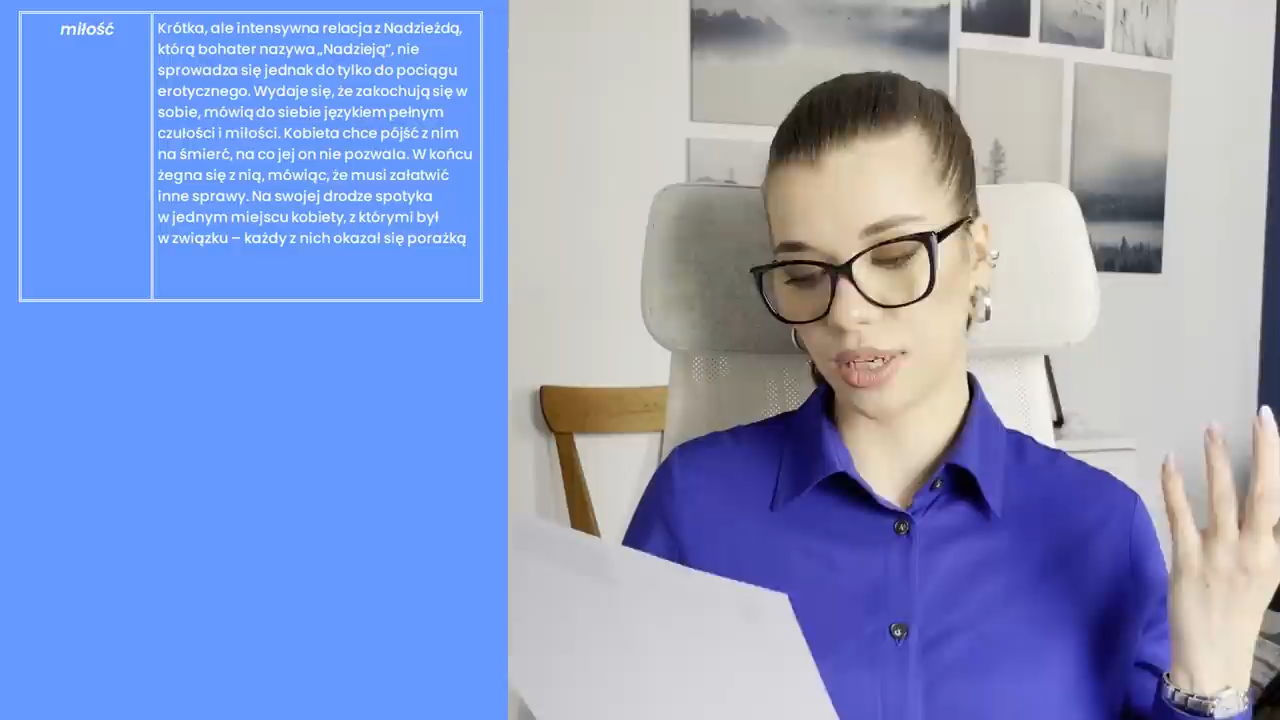 miłość
Krótka, ale intensywna relacja z Nadzieżdą,
którą bohater nazywa „Nadzieją”, nie
sprowadza się jednak do tylko do pociągu
erotycznego. Wydaje się, że zakochują się w
sobie, mówią do siebie językiem pełnym
czułości i miłości. Kobieta chce pójść z nim
na śmierć, na co jej on nie pozwala. W końcu
żegna się z nią, mówiąc, że musi załatwić
inne sprawy. Na swojej drodze spotyka
w jednym miejscu kobiety, z którymi był
w związku – każdy z nich okazał się porażką